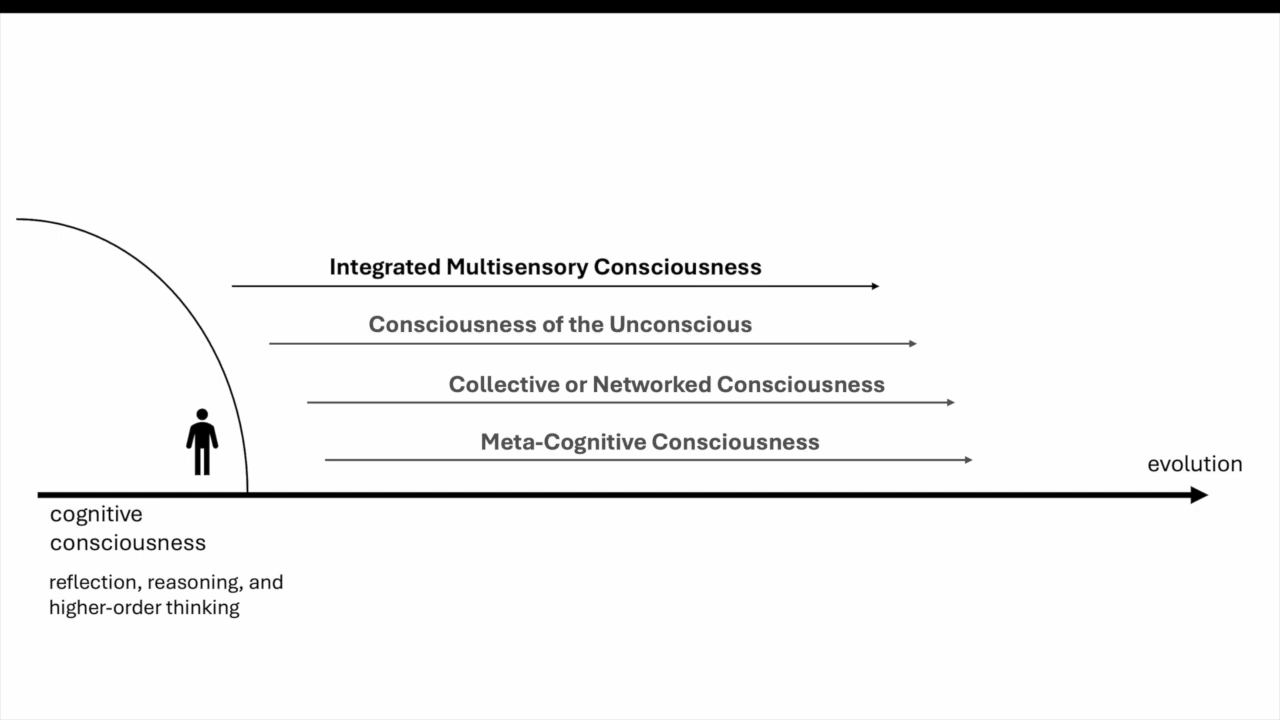 Integrated Multisensory Consciousness
Consciousness of the Unconscious
Collective or Networked Consciousness
Meta-Cognitive Consciousness
evolution
cognitive
consciousness
reflection, reasoning, and
higher-order thinking